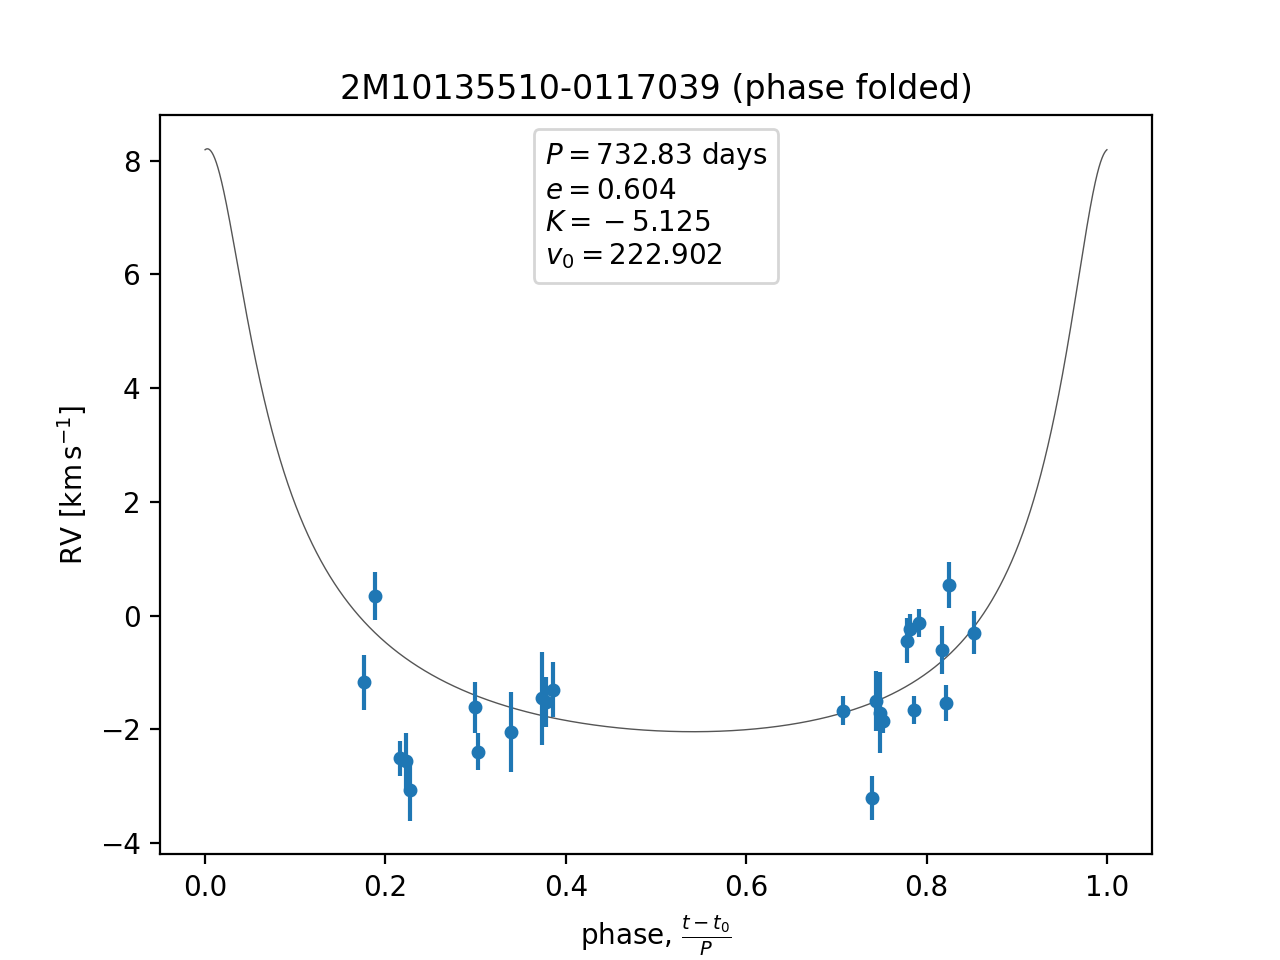 2M10135510-0117039 (phase folded)
P = 732.83 days
e = 0.604
K = −5.125
v₀ = 222.902
RV [km s⁻¹]
8
6
4
2
0
−2
−4
0.0 0.2 0.4 0.6 0.8 1.0
phase, (t − t₀)/P